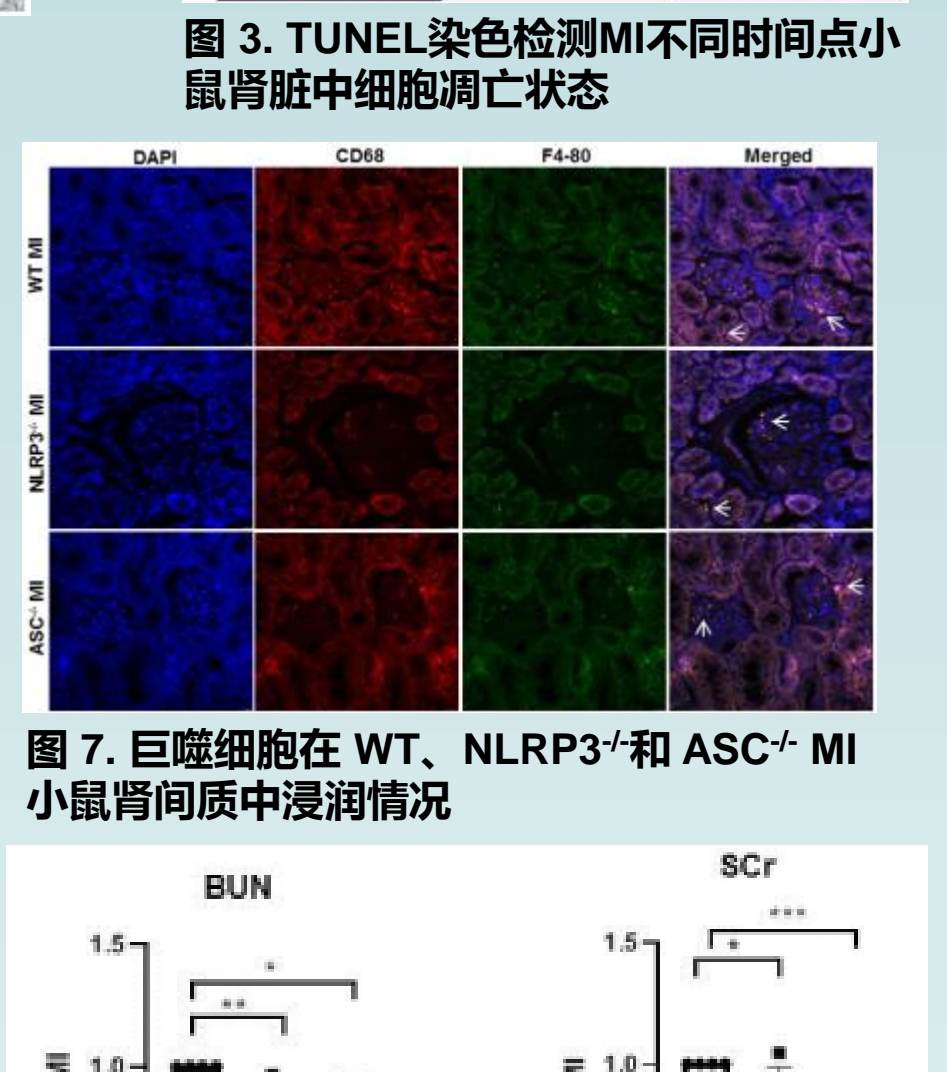 图 3. TUNEL染色检测MI不同时间点小
鼠肾脏中细胞凋亡状态
DAPI CD68 F4-80 Merged
WT MI
NLRP3-/- MI
ASC-/- MI
图 7. 巨噬细胞在 WT、NLRP3-/-和 ASC-/- MI
小鼠肾间质中浸润情况
BUN
1.5
*
**
1.0
SCr
***
1.5
*
1.0